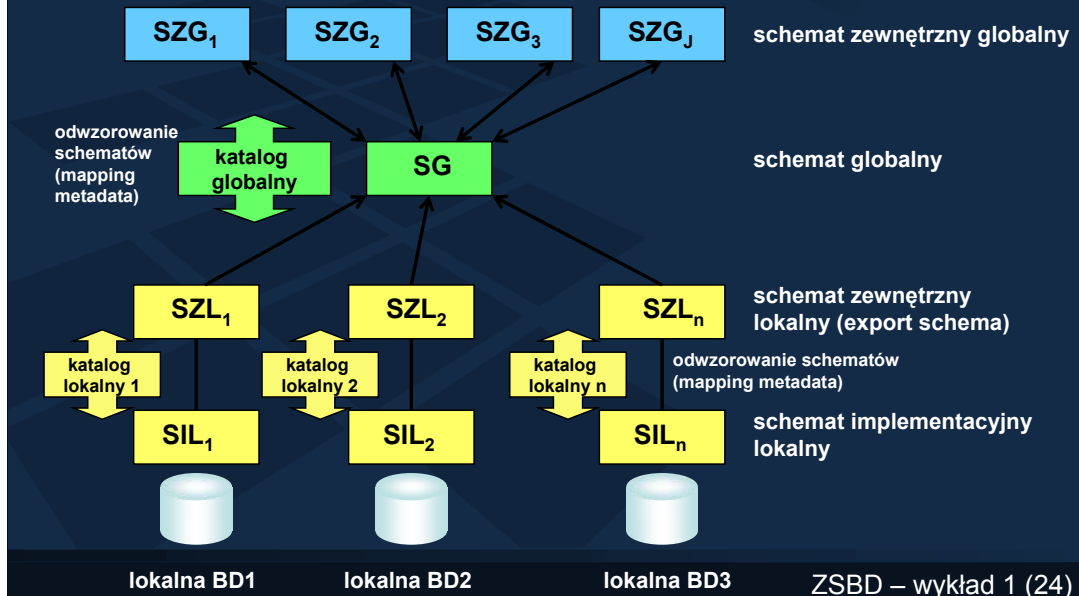 SZG1 SZG2 SZG3 SZGJ schemat zewnętrzny globalny
odwzorowanie
schematów
(mapping
metadata)
katalog
globalny
SG
schemat globalny
SZL1 SZL2 SZLn
schemat zewnętrzny
lokalny (export schema)
katalog
lokalny 1
katalog
lokalny 2
katalog
lokalny n
odwzorowanie schematów
(mapping metadata)
SIL1 SIL2 SILn
schemat implementacyjny
lokalny
lokalna BD1 lokalna BD2 lokalna BD3
ZSBD – wykład 1 (24)